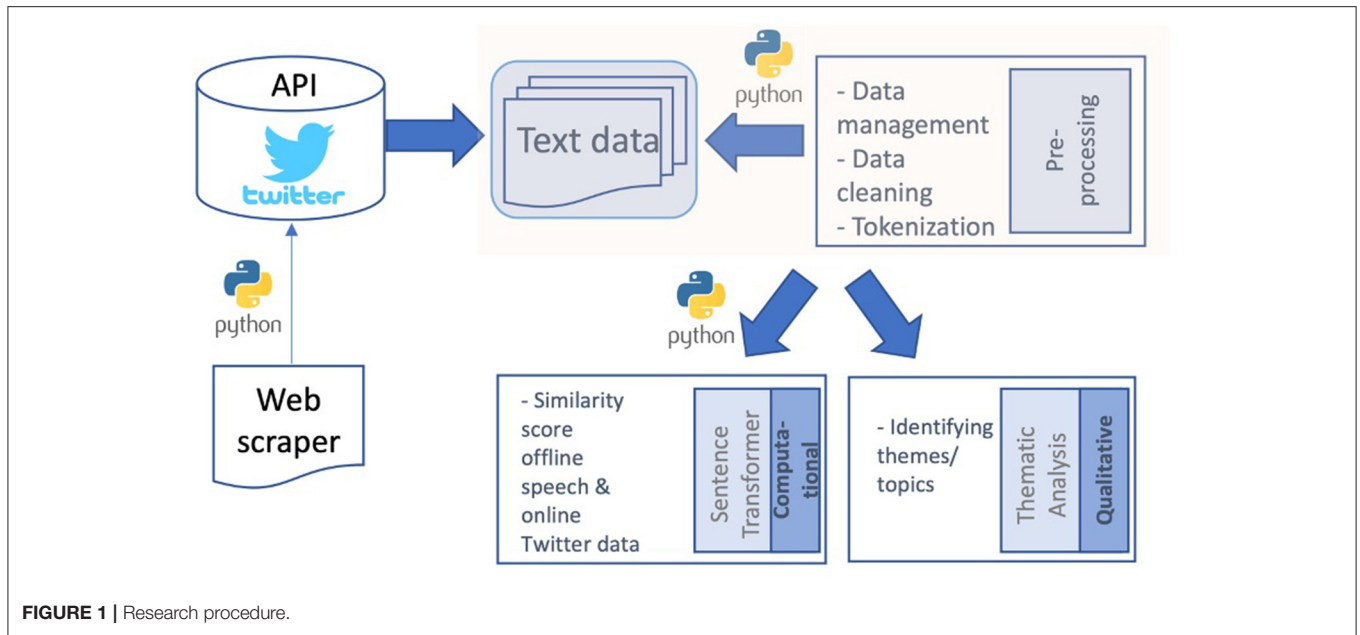 API
twitter
python
Web
scraper
Text data
python
- Data
management
- Data
cleaning
- Tokenization
Pre-
processing
python
- Similarity
score
offline
speech &
online
Twitter data
Sentence
Transformer
Computa-
tional
- Identifying
themes/
topics
Thematic
Analysis
Qualitative
FIGURE 1 | Research procedure.